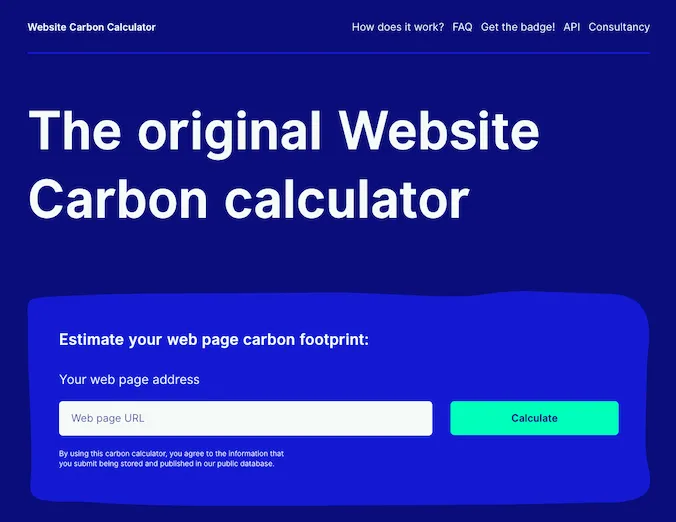 Website Carbon Calculator
How does it work? FAQ Get the badge! API Consultancy
The original Website
Carbon calculator
Estimate your web page carbon footprint:
Your web page address
Web page URL
Calculate
By using this carbon calculator, you agree to the information that
you submit being stored and published in our public database.